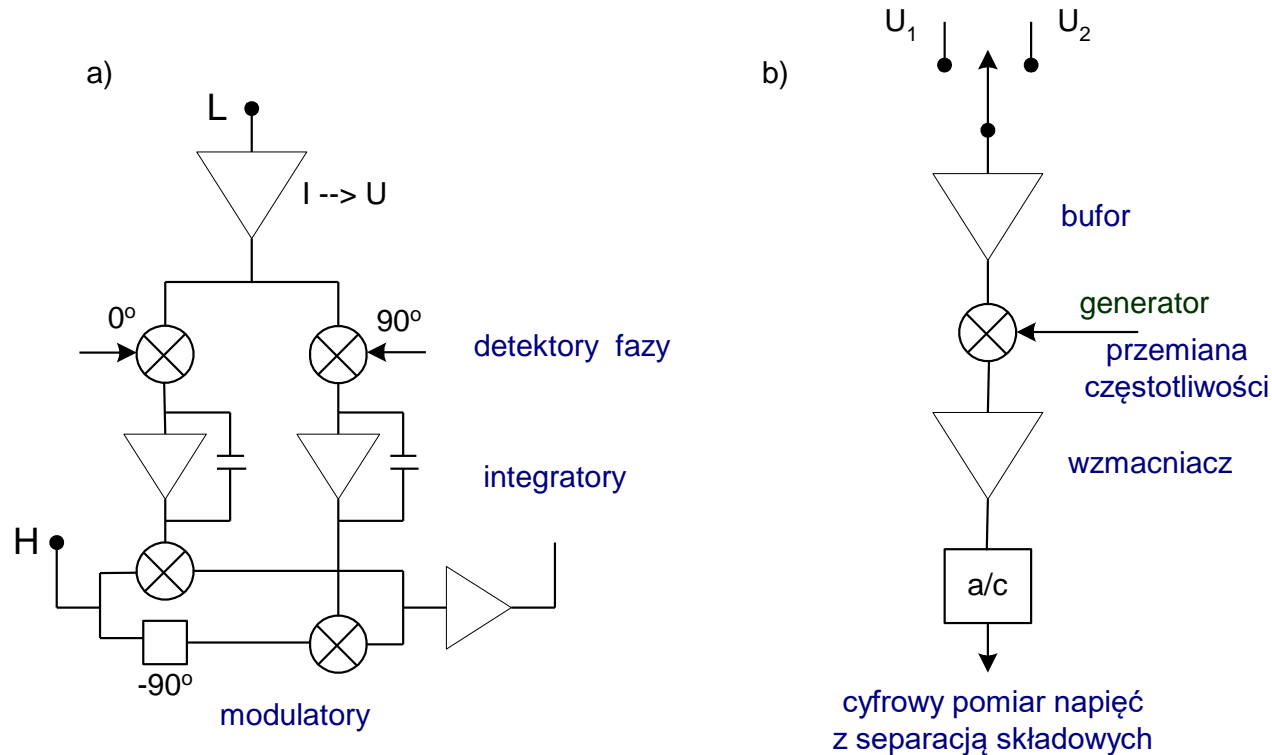 a)
L
I --> U
0º
90º
detektory fazy
integratory
H
-90º
modulatory
b)
U₁
U₂
bufor
generator
przemiana
częstotliwości
wzmacniacz
a/c
cyfrowy pomiar napięć
z separacją składowych